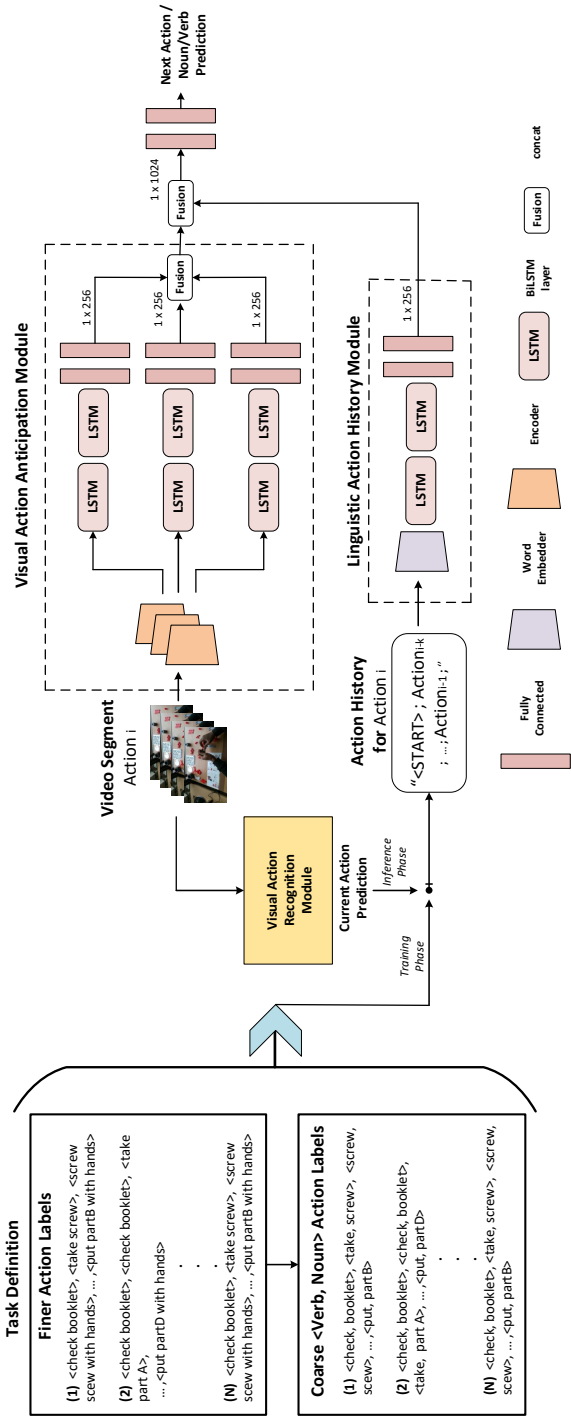 Task Definition
Finer Action Labels
(1) <check booklet>, <take screw>, <screw
scew with hands>, ... ,<put partB with hands>
(2) <check booklet>, <check booklet>, <take
part A>,
... ,<put partD with hands>
.
.
.
(N) <check booklet>, <take screw>, <screw
scew with hands>, ... ,<put partB with hands>
Coarse <Verb, Noun> Action Labels
(1) <check, booklet>, <take, screw>, <screw,
scew>, ... ,<put, partB>
(2) <check, booklet>, <check, booklet>,
<take, part A>, ... ,<put, partD>
.
.
.
(N) <check, booklet>, <take, screw>, <screw,
scew>, ... ,<put, partB>
Training
Phase
Visual Action
Recognition
Module
Current Action
Prediction
Inference
Phase
Video Segment
Action i
Action History
for Action i
"<START> ; Actioni-k
; …; Actioni-1 ;"
Visual Action Anticipation Module
LSTM
LSTM
1 x 256
LSTM
LSTM
1 x 256
LSTM
LSTM
1 x 256
Fusion
Fusion
1 x 1024
Next Action /
Noun/Verb
Prediction
Linguistic Action History Module
LSTM
LSTM
1 x 256
Fully
Connected
Word
Embedder
Encoder
LSTM
BiLSTM
layer
Fusion
concat